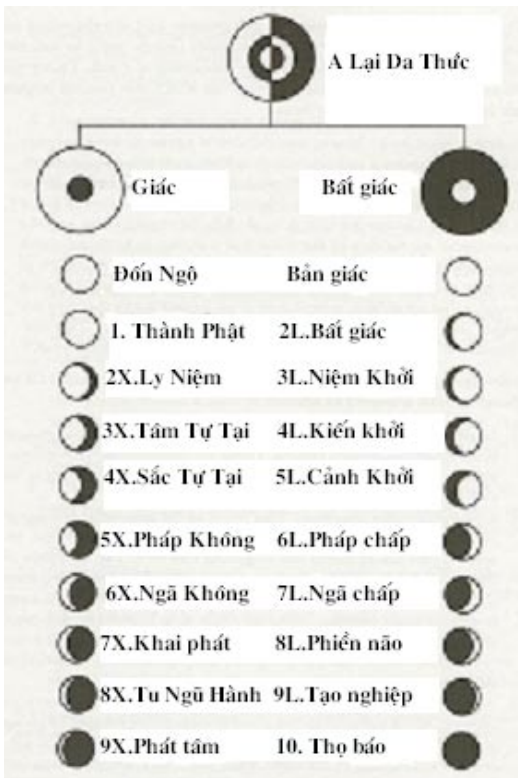 A Lại Da Thức
Giác Bất giác
Đốn Ngộ Bản giác
1. Thành Phật 2L.Bất giác
2X.Ly Niệm 3L.Niệm Khởi
3X.Tâm Tự Tại 4L.Kiến khởi
4X.Sắc Tự Tại 5L.Cảnh Khởi
5X.Pháp Không 6L.Pháp chấp
6X.Ngã Không 7L.Ngã chấp
7X.Khai phát 8L.Phiền não
8X.Tu Ngũ Hành 9L.Tạo nghiệp
9X.Phát tâm 10. Thọ báo